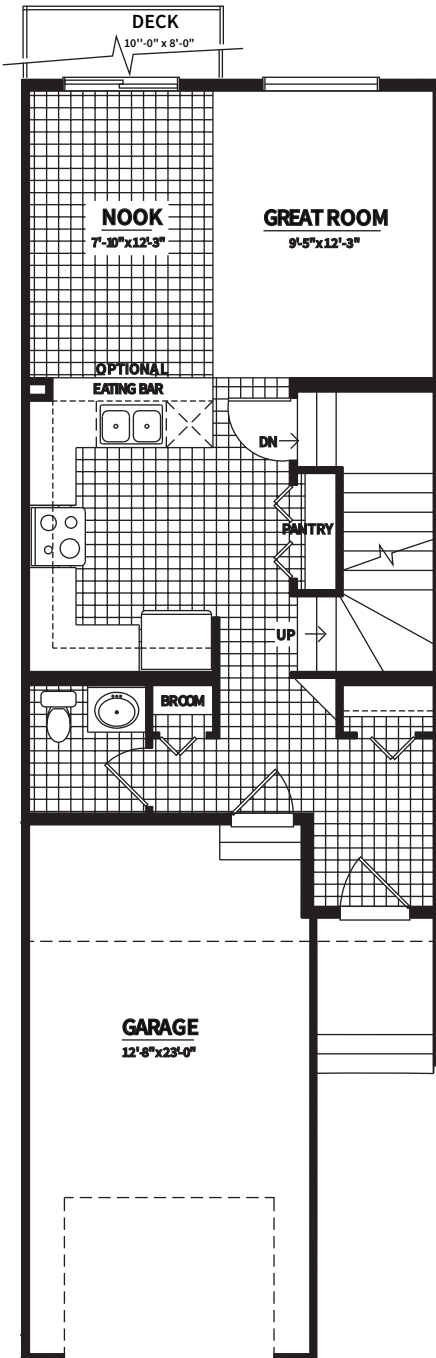 DECK
10''-0" x 8'-0"
NOOK
7'-10"x12'-3"
GREAT ROOM
9'-5"x12'-3"
OPTIONAL
EATING BAR
DN
PANTRY
UP
BROOM
GARAGE
12'-8"x23'-0"